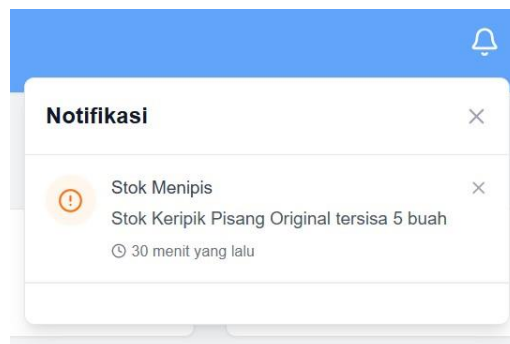 Notifikasi
Stok Menipis
Stok Keripik Pisang Original tersisa 5 buah
30 menit yang lalu